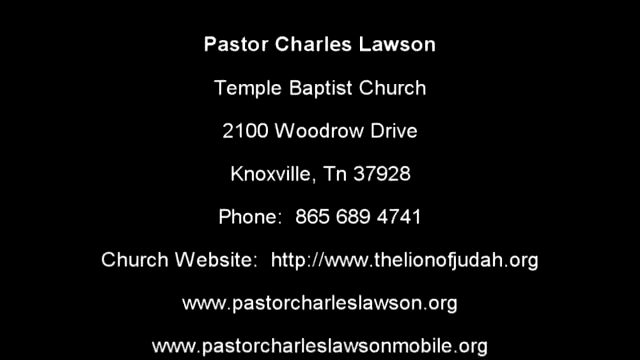 Pastor Charles Lawson
Temple Baptist Church
2100 Woodrow Drive
Knoxville, Tn 37928
Phone:  865 689 4741
Church Website:  http://www.thelionofjudah.org
www.pastorcharleslawson.org
www.pastorcharleslawsonmobile.org